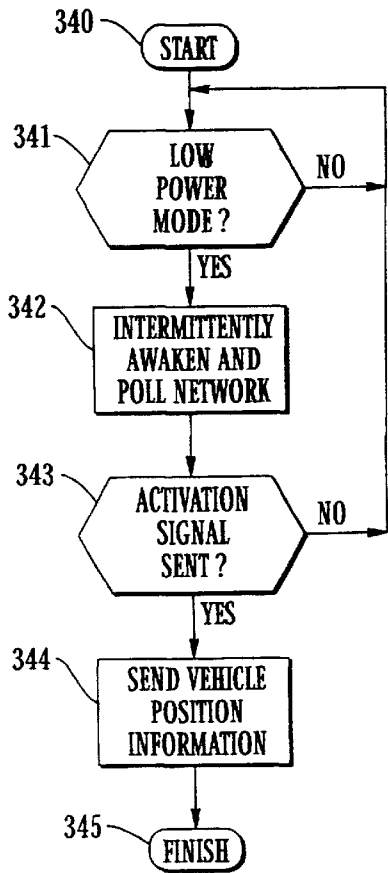 340
START
341
LOW
POWER
MODE ?
NO
YES
342
INTERMITTENTLY
AWAKEN AND
POLL NETWORK
343
ACTIVATION
SIGNAL
SENT ?
NO
YES
344
SEND VEHICLE
POSITION
INFORMATION
345
FINISH